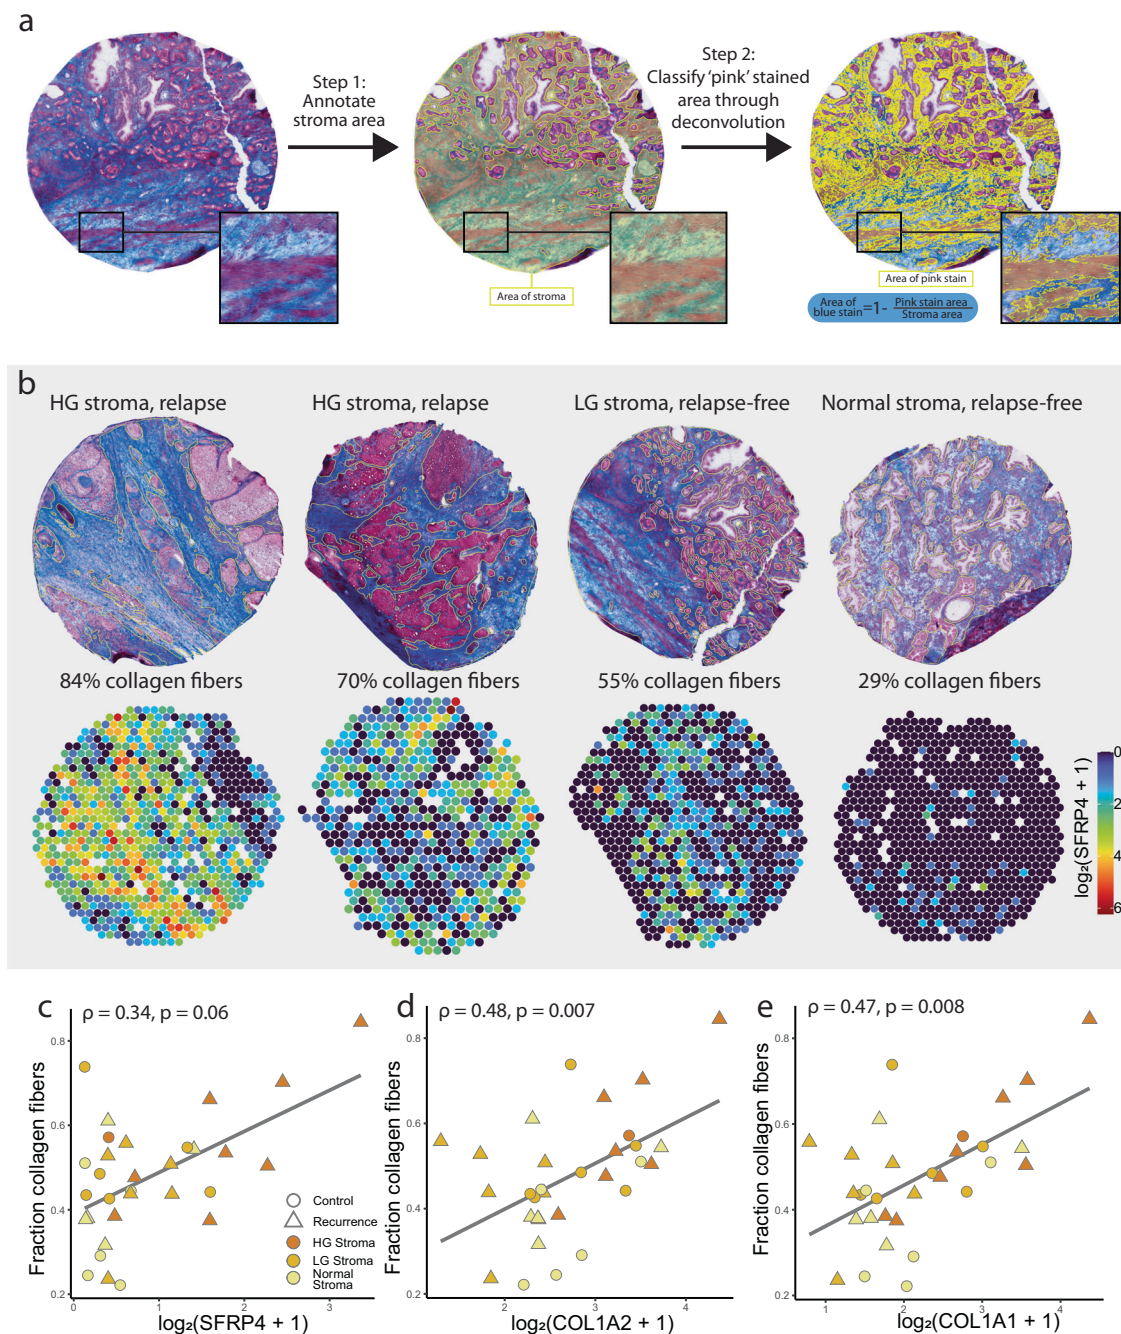 a
Step 1:
Annotate
stroma area
Step 2:
Classify ‘pink’ stained
area through
deconvolution
Area of stroma
Area of pink stain
Area of blue stain = 1 - Pink stain area / Stroma area
b
HG stroma, relapse
HG stroma, relapse
LG stroma, relapse-free
Normal stroma, relapse-free
84% collagen fibers
70% collagen fibers
55% collagen fibers
29% collagen fibers
0
2
4
6
log₂(SFRP4 + 1)
c
ρ = 0.34, p = 0.06
Fraction collagen fibers
0.8
0.6
0.4
0.2
0
1
2
3
log₂(SFRP4 + 1)
Control
Recurrence
HG Stroma
LG Stroma
Normal
Stroma
d
ρ = 0.48, p = 0.007
Fraction collagen fibers
0.8
0.6
0.4
0.2
2
3
4
log₂(COL1A2 + 1)
e
ρ = 0.47, p = 0.008
Fraction collagen fibers
0.8
0.6
0.4
0.2
1
2
3
4
log₂(COL1A1 + 1)